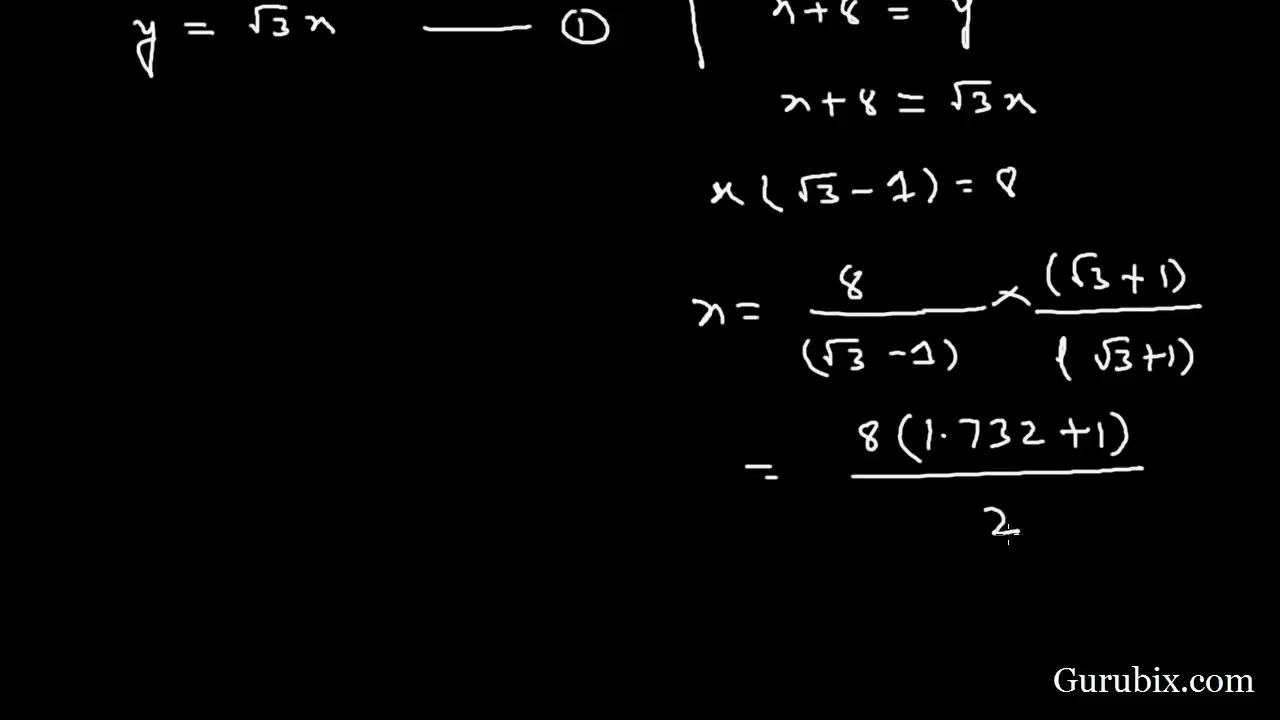 y = √3 x —— ①
x + 8 = y
x + 8 = √3 x
x ( √3 - 1 ) = 8
x = 8 / (√3 - 1) × (√3 + 1) / (√3 + 1)
= 8 (1.732 + 1) / 2
Gurubix.com